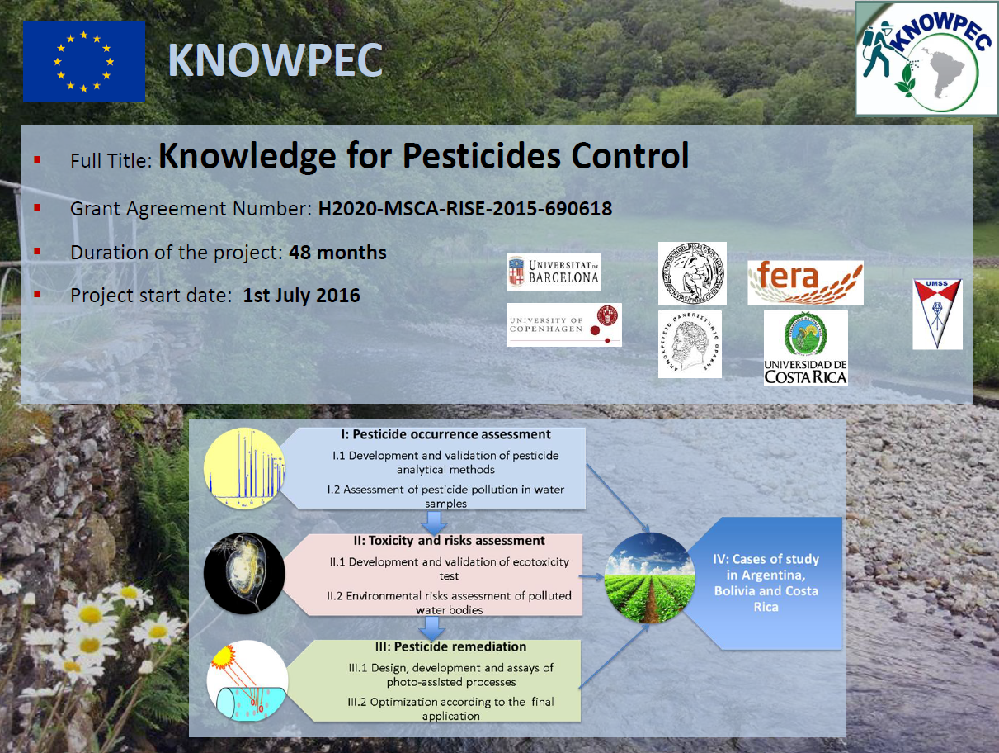 KNOWPEC
KNOWPEC
Full Title: Knowledge for Pesticides Control
Grant Agreement Number: H2020-MSCA-RISE-2015-690618
Duration of the project: 48 months
Project start date: 1st July 2016
UNIVERSITAT DE
BARCELONA
fera
UMSS
UNIVERSITY OF
COPENHAGEN
ΔΗΜΟΚΡΙΤΕΙΟ ΠΑΝΕΠΙΣΤΗΜΙΟ ΘΡΑΚΗΣ
UNIVERSIDAD DE
COSTA RICA
I: Pesticide occurrence assessment
I.1 Development and validation of pesticide
analytical methods
I.2 Assessment of pesticide pollution in water
samples
II: Toxicity and risks assessment
II.1 Development and validation of ecotoxicity
test
II.2 Environmental risks assessment of polluted
water bodies
III: Pesticide remediation
III.1 Design, development and assays of
photo-assisted processes
III.2 Optimization according to the final
application
IV: Cases of study
in Argentina,
Bolivia and Costa
Rica